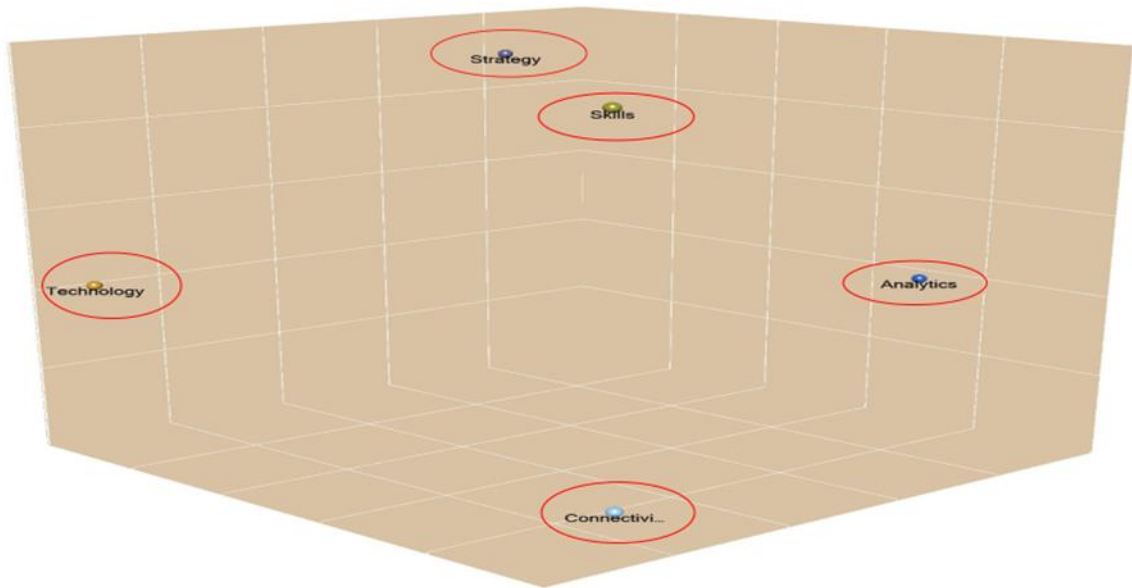 Strategy
Skills
Technology
Analytics
Connectivi...